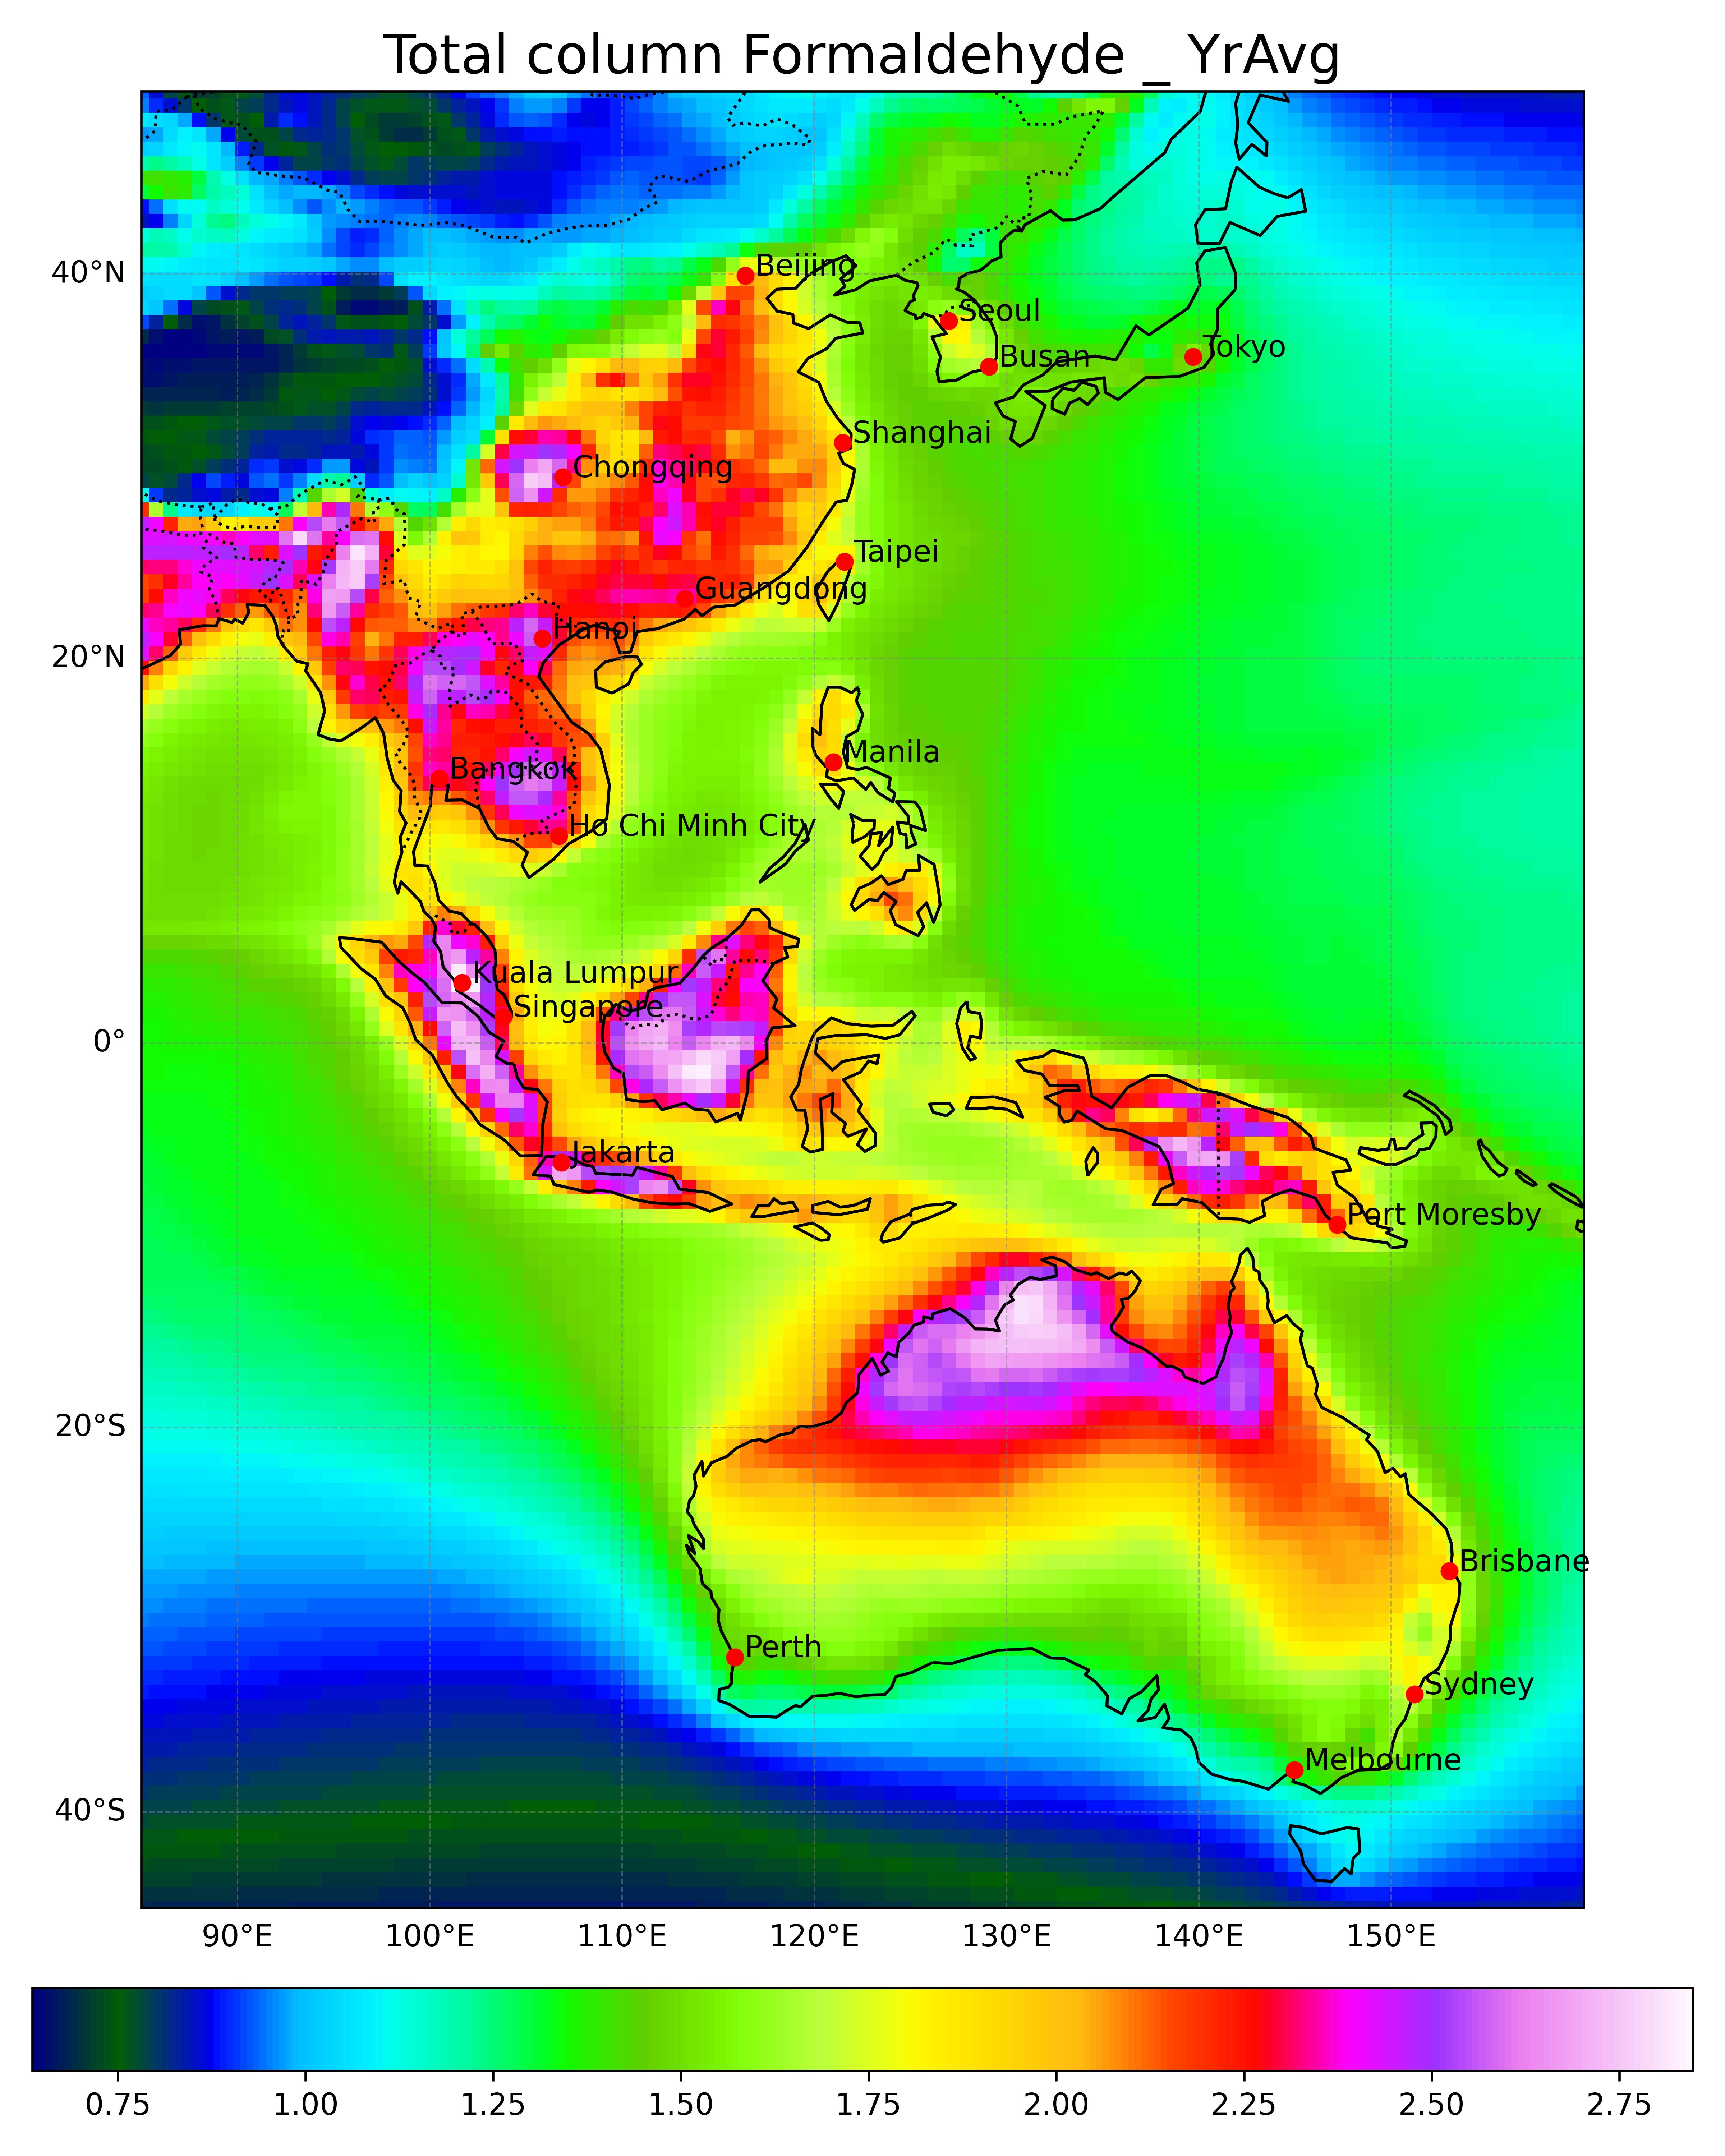 Total column Formaldehyde _ YrAvg
40°N
20°N
0°
20°S
40°S
Beijing
Seoul
Busan
Tokyo
Shanghai
Chongqing
Taipei
Guangdong
Hanoi
Manila
Bangkok
Ho Chi Minh City
Kuala Lumpur
Singapore
Jakarta
Port Moresby
Brisbane
Perth
Sydney
Melbourne
90°E 100°E 110°E 120°E 130°E 140°E 150°E
0.75 1.00 1.25 1.50 1.75 2.00 2.25 2.50 2.75